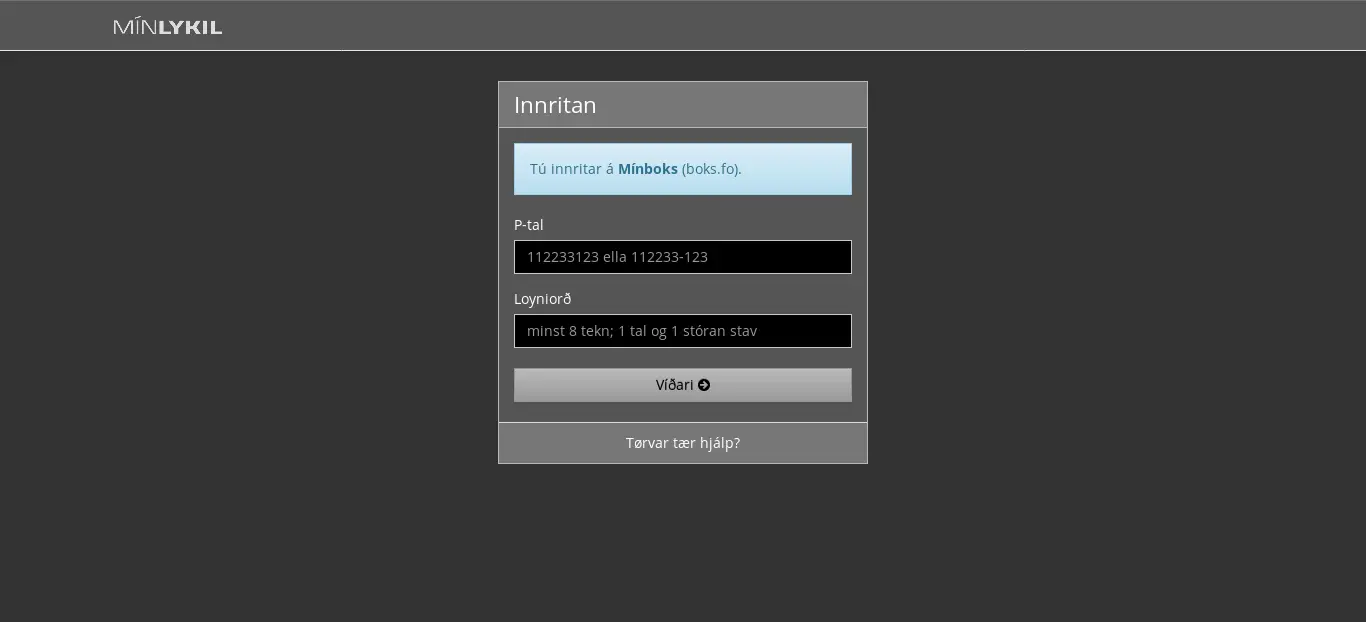 MÍNLYKIL
Innritan
Tú innritar á Mínboks (boks.fo).
P-tal
112233123 ella 112233-123
Loyniorð
minst 8 tekn; 1 tal og 1 stóran stav
Víðari
Tørvar tær hjálp?